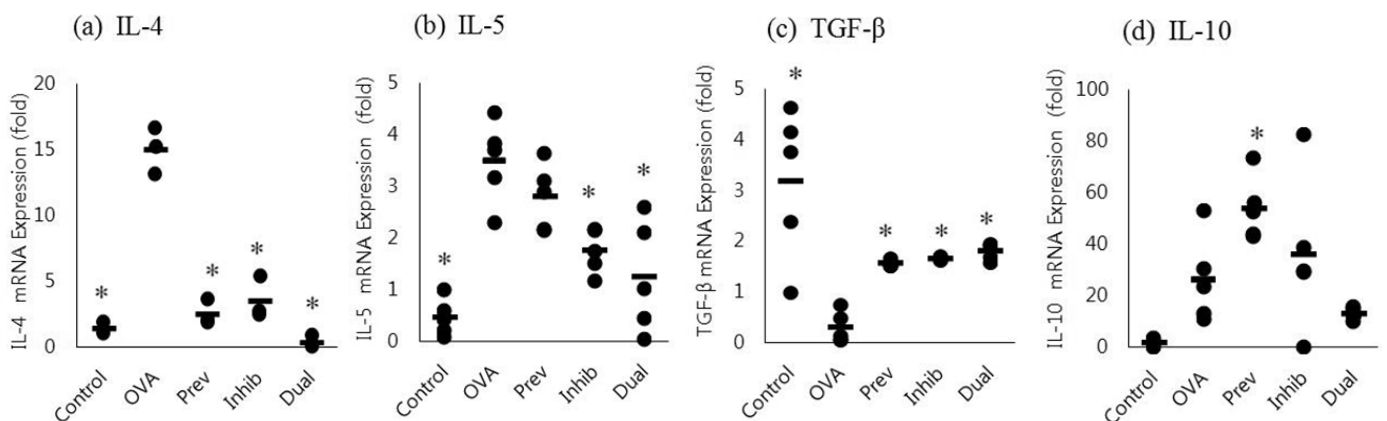 (a) IL-4
IL-4 mRNA Expression (fold)
20
15
10
5
0
*
*
*
*
Control
OVA
Prev
Inhib
Dual
(b) IL-5
IL-5 mRNA Expression (fold)
5
4
3
2
1
0
*
*
*
Control
OVA
Prev
Inhib
Dual
(c) TGF-β
TGF-β mRNA Expression (fold)
5
4
3
2
1
0
*
*
*
*
Control
OVA
Prev
Inhib
Dual
(d) IL-10
IL-10 mRNA Expression (fold)
100
80
60
40
20
0
*
Control
OVA
Prev
Inhib
Dual